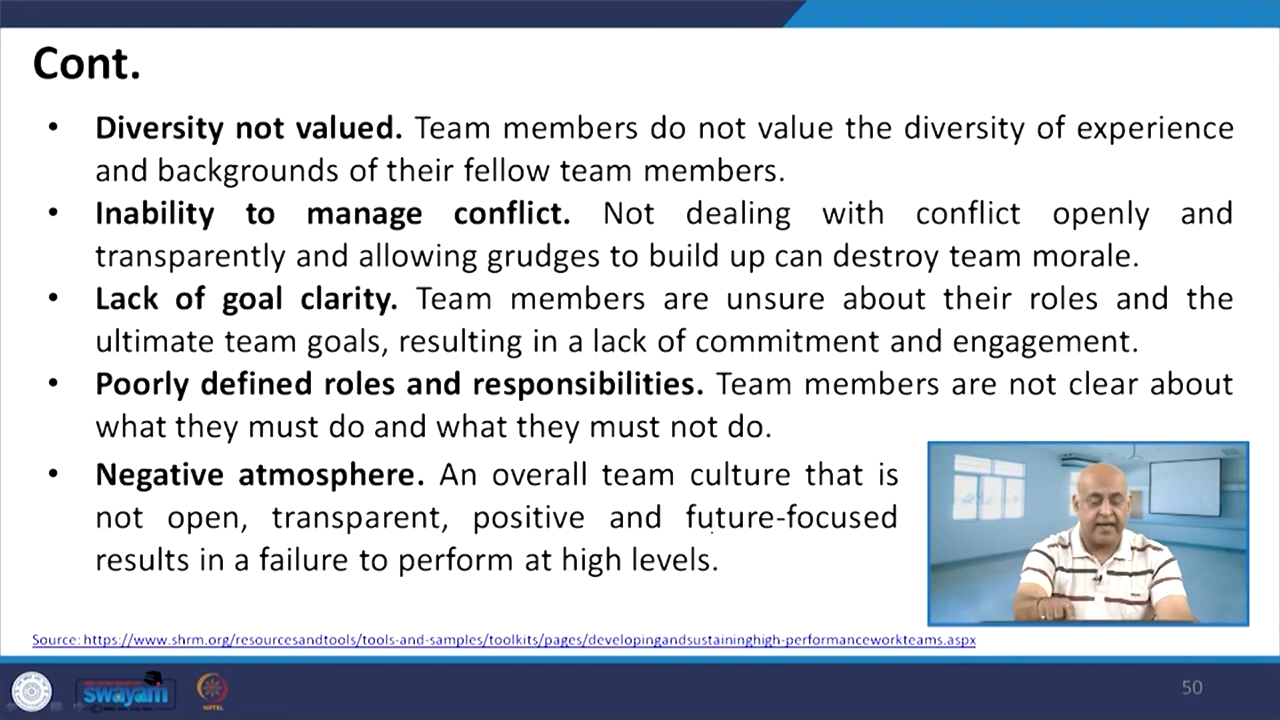 Cont.
• Diversity not valued. Team members do not value the diversity of experience
and backgrounds of their fellow team members.
• Inability to manage conflict. Not dealing with conflict openly and
transparently and allowing grudges to build up can destroy team morale.
• Lack of goal clarity. Team members are unsure about their roles and the
ultimate team goals, resulting in a lack of commitment and engagement.
• Poorly defined roles and responsibilities. Team members are not clear about
what they must do and what they must not do.
• Negative atmosphere. An overall team culture that is
not open, transparent, positive and future-focused
results in a failure to perform at high levels.
Source: https://www.shrm.org/resourcesandtools/tools-and-samples/toolkits/pages/developingandsustaininghigh-performanceworkteams.aspx
swayam
NPTEL
50